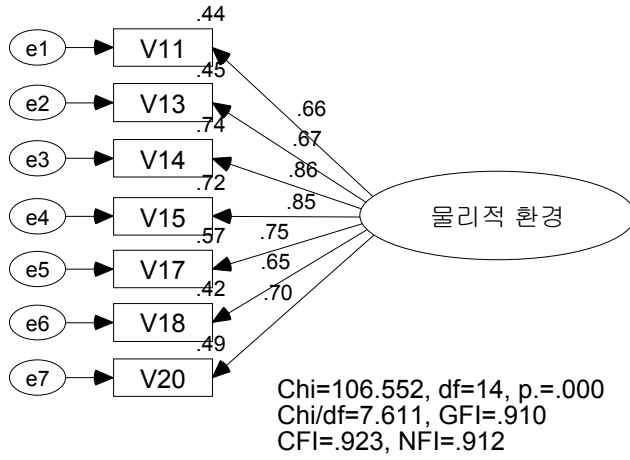 .44
e1 V11
.45
.66
e2 V13
.67
.74
e3 V14
.86
.72
e4 V15
.85
물리적 환경
.57
.75
e5 V17
.65
.42
e6 V18
.70
.49
e7 V20
Chi=106.552, df=14, p.=.000
Chi/df=7.611, GFI=.910
CFI=.923, NFI=.912